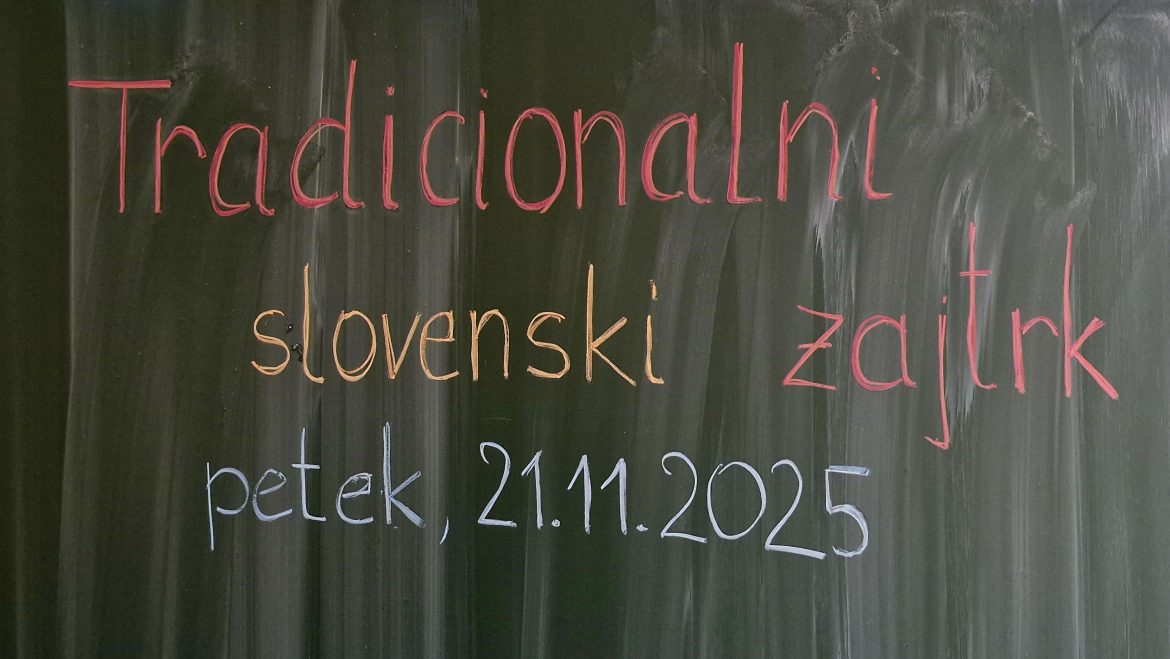 Tradicionalni
slovenski zajtrk
petek, 21.11.2025